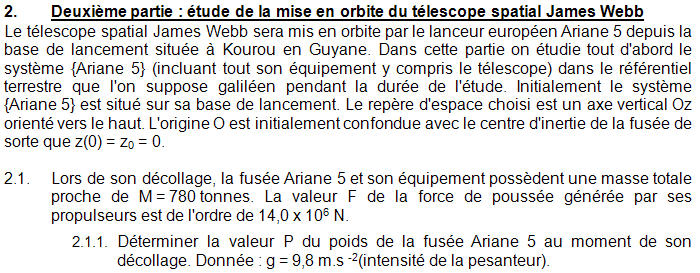 2. Deuxième partie : étude de la mise en orbite du télescope spatial James Webb
Le télescope spatial James Webb sera mis en orbite par le lanceur européen Ariane 5 depuis la
base de lancement située à Kourou en Guyane. Dans cette partie on étudie tout d'abord le
système {Ariane 5} (incluant tout son équipement y compris le télescope) dans le référentiel
terrestre que l'on suppose galiléen pendant la durée de l'étude. Initialement le système
{Ariane 5} est situé sur sa base de lancement. Le repère d'espace choisi est un axe vertical Oz
orienté vers le haut. L'origine O est initialement confondue avec le centre d'inertie de la fusée de
sorte que z(0) = z₀ = 0.
2.1. Lors de son décollage, la fusée Ariane 5 et son équipement possèdent une masse totale
proche de M = 780 tonnes. La valeur F de la force de poussée générée par ses
propulseurs est de l'ordre de 14,0 x 10⁶ N.
2.1.1. Déterminer la valeur P du poids de la fusée Ariane 5 au moment de son
décollage. Donnée : g = 9,8 m.s ⁻²(intensité de la pesanteur).